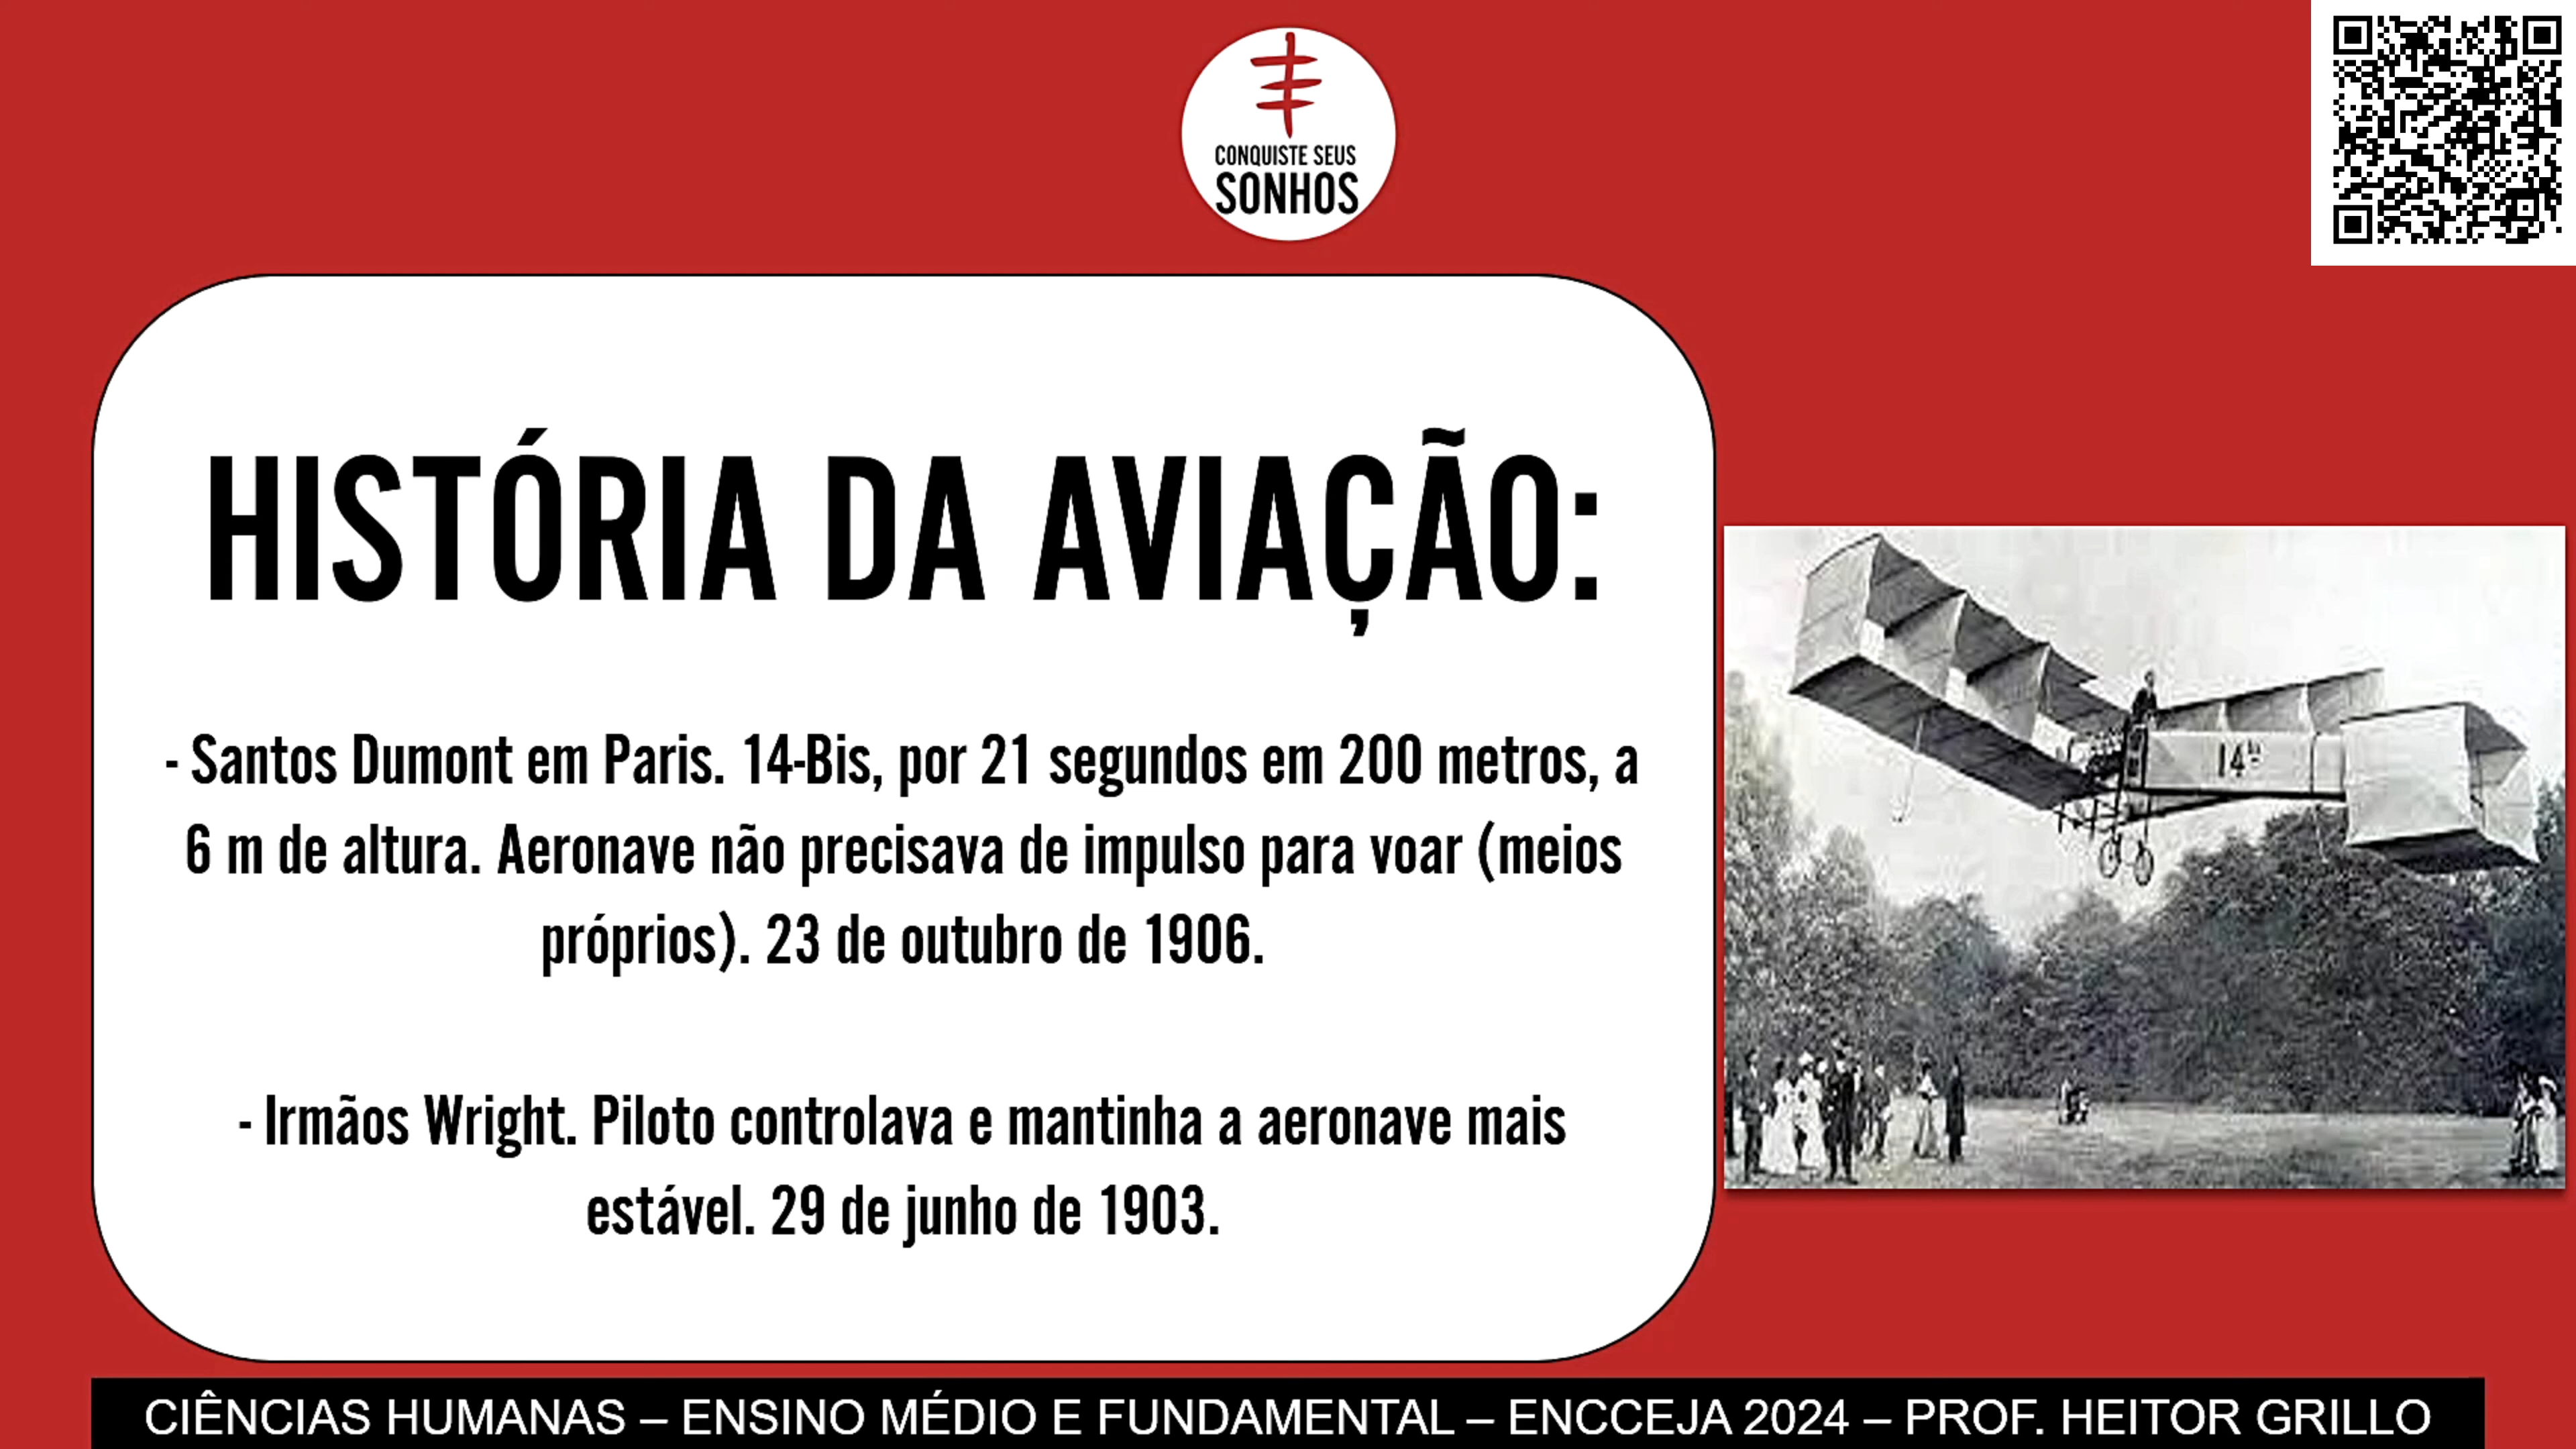 CONQUISTE SEUS
SONHOS
HISTÓRIA DA AVIAÇÃO:
- Santos Dumont em Paris. 14-Bis, por 21 segundos em 200 metros, a
6 m de altura. Aeronave não precisava de impulso para voar (meios
próprios). 23 de outubro de 1906.
- Irmãos Wright. Piloto controlava e mantinha a aeronave mais
estável. 29 de junho de 1903.
14bis
CIÊNCIAS HUMANAS – ENSINO MÉDIO E FUNDAMENTAL – ENCCEJA 2024 – PROF. HEITOR GRILLO